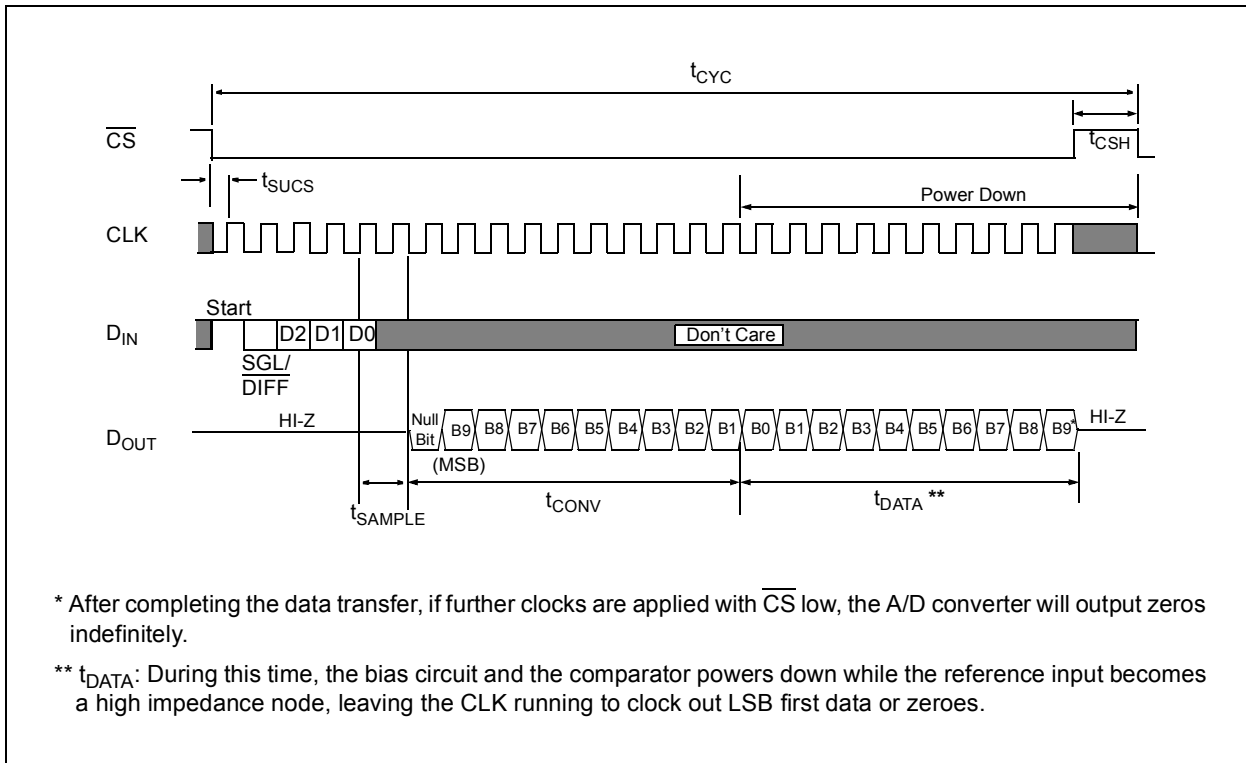 tCYC
CS
tCSH
tSUCS
Power Down
CLK
Start
DIN
D2 D1 D0
Don't Care
SGL/
DIFF
HI-Z
Null
Bit
B9 B8 B7 B6 B5 B4 B3 B2 B1 B0 B1 B2 B3 B4 B5 B6 B7 B8 B9*
HI-Z
DOUT
(MSB)
tSAMPLE
tCONV
tDATA **
* After completing the data transfer, if further clocks are applied with CS low, the A/D converter will output zeros
indefinitely.
** tDATA: During this time, the bias circuit and the comparator powers down while the reference input becomes
a high impedance node, leaving the CLK running to clock out LSB first data or zeroes.